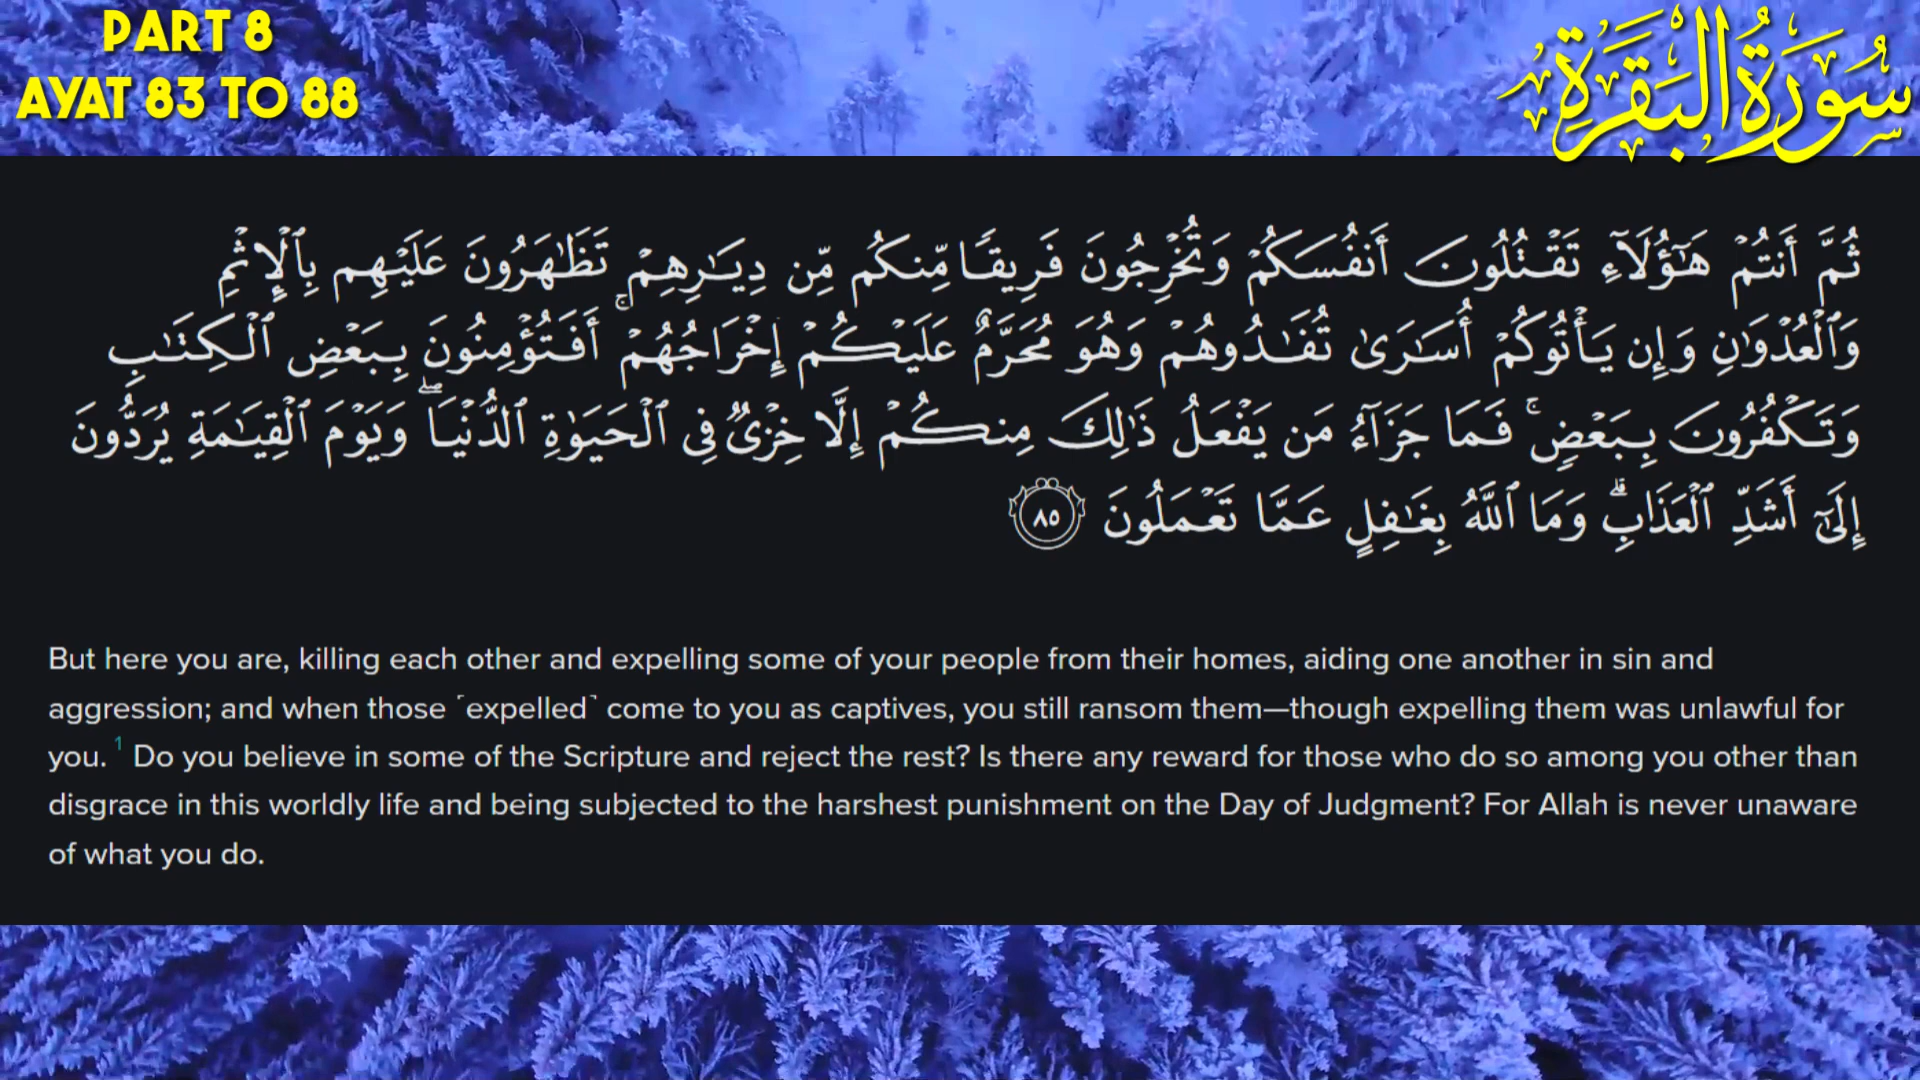 PART 8
AYAT 83 TO 88
سُورَةُ الْبَقَرَةِ
ثُمَّ أَنتُمْ هَـٰٓؤُلَآءِ تَقْتُلُونَ أَنفُسَكُمْ وَتُخْرِجُونَ فَرِيقًا مِّنكُم مِّن دِيَـٰرِهِمْ تَظَـٰهَرُونَ عَلَيْهِم بِٱلْإِثْمِ
وَٱلْعُدْوَٰنِ وَإِن يَأْتُوكُمْ أُسَـٰرَىٰ تُفَـٰدُوهُمْ وَهُوَ مُحَرَّمٌ عَلَيْكُمْ إِخْرَاجُهُمْ ۚ أَفَتُؤْمِنُونَ بِبَعْضِ ٱلْكِتَـٰبِ
وَتَكْفُرُونَ بِبَعْضٍ ۚ فَمَا جَزَآءُ مَن يَفْعَلُ ذَٰلِكَ مِنكُمْ إِلَّا خِزْىٌ فِى ٱلْحَيَوٰةِ ٱلدُّنْيَا ۖ وَيَوْمَ ٱلْقِيَـٰمَةِ يُرَدُّونَ
إِلَىٰٓ أَشَدِّ ٱلْعَذَابِ ۗ وَمَا ٱللَّهُ بِغَـٰفِلٍ عَمَّا تَعْمَلُونَ ٨٥
But here you are, killing each other and expelling some of your people from their homes, aiding one another in sin and
aggression; and when those ˹expelled˺ come to you as captives, you still ransom them—though expelling them was unlawful for
you. 1 Do you believe in some of the Scripture and reject the rest? Is there any reward for those who do so among you other than
disgrace in this worldly life and being subjected to the harshest punishment on the Day of Judgment? For Allah is never unaware
of what you do.